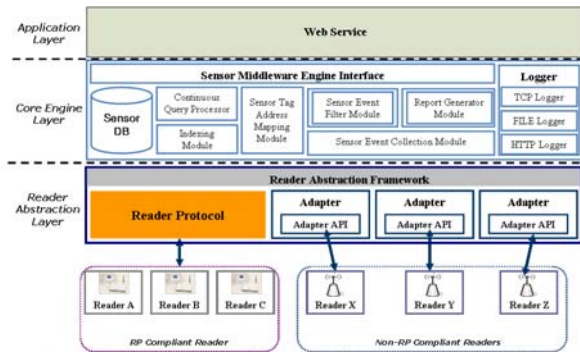 Application Layer
Web Service
Core Engine Layer
Sensor Middleware Engine Interface
Sensor DB
Continuous Query Processor
Indexing Module
Sensor Tag Address Mapping Module
Sensor Event Filter Module
Report Generator Module
Sensor Event Collection Module
Logger
TCP Logger
FILE Logger
HTTP Logger
Reader Abstraction Layer
Reader Abstraction Framework
Reader Protocol
Adapter
Adapter API
Adapter
Adapter API
Adapter
Adapter API
Reader A
Reader B
Reader C
Reader X
Reader Y
Reader Z
RP Compliant Reader
Non-RP Compliant Readers